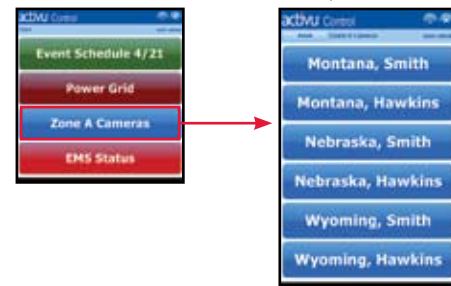 activu Control
Event Schedule 4/21
Power Grid
Zone A Cameras
EMS Status
activu Control
Montana, Smith
Montana, Hawkins
Nebraska, Smith
Nebraska, Hawkins
Wyoming, Smith
Wyoming, Hawkins